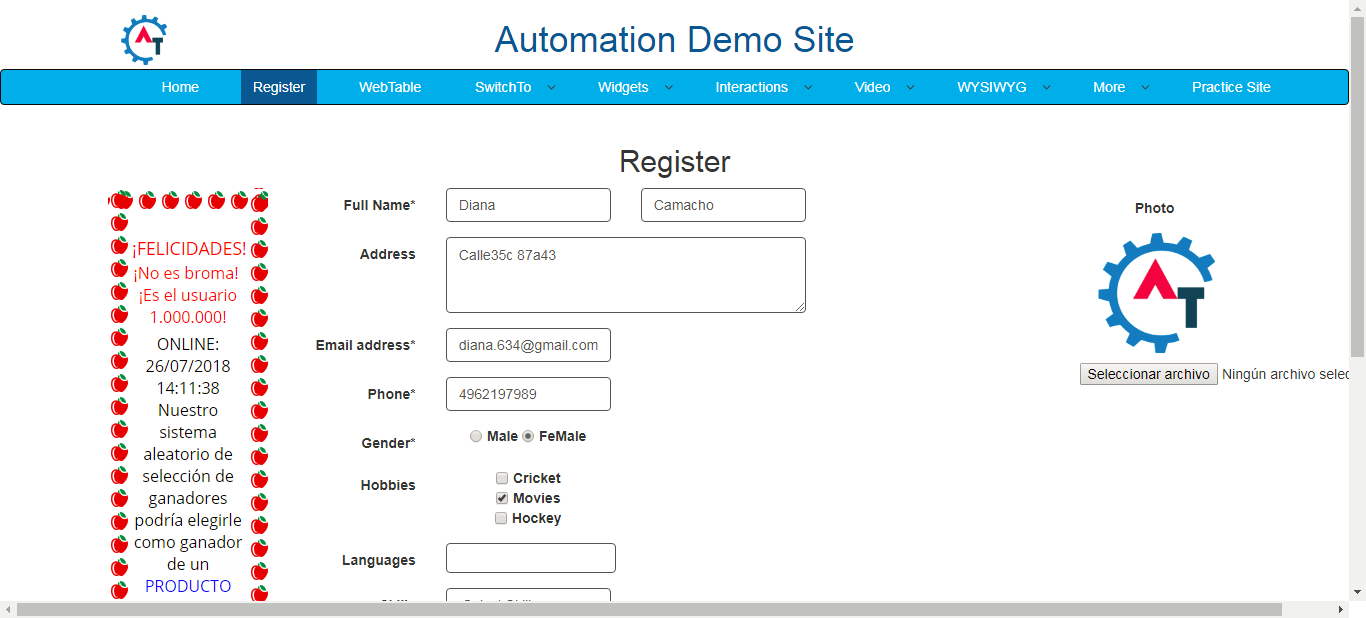 Automation Demo Site
Home Register WebTable SwitchTo Widgets Interactions Video WYSIWYG More Practice Site
Register
¡FELICIDADES!
¡No es broma!
¡Es el usuario
1.000.000!
ONLINE:
26/07/2018
14:11:38
Nuestro
sistema
aleatorio de
selección de
ganadores
podría elegirle
como ganador
de un
PRODUCTO
Full Name* Diana Camacho
Address Calle35c 87a43
Email address* diana.634@gmail.com
Phone* 4962197989
Gender* Male FeMale
Hobbies Cricket
Movies
Hockey
Languages
Photo
AT
Seleccionar archivo Ningún archivo selec